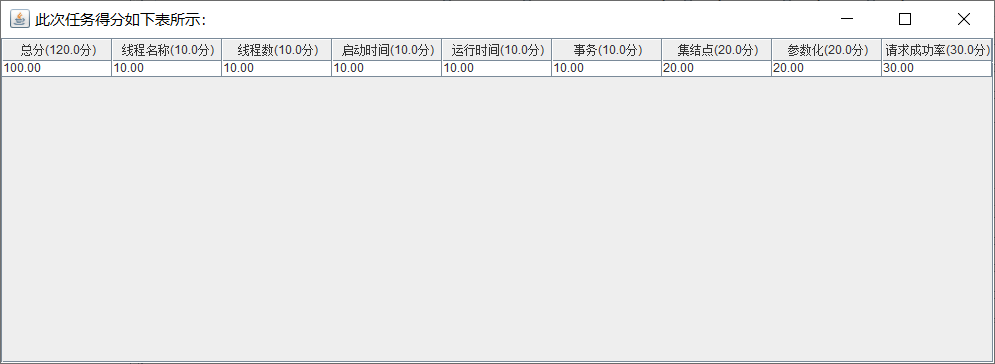 此次任务得分如下表所示：
总分(120.0分) 线程名称(10.0分) 线程数(10.0分) 启动时间(10.0分) 运行时间(10.0分) 事务(10.0分) 集结点(20.0分) 参数化(20.0分) 请求成功率(30.0分)
100.00 10.00 10.00 10.00 10.00 10.00 20.00 20.00 30.00